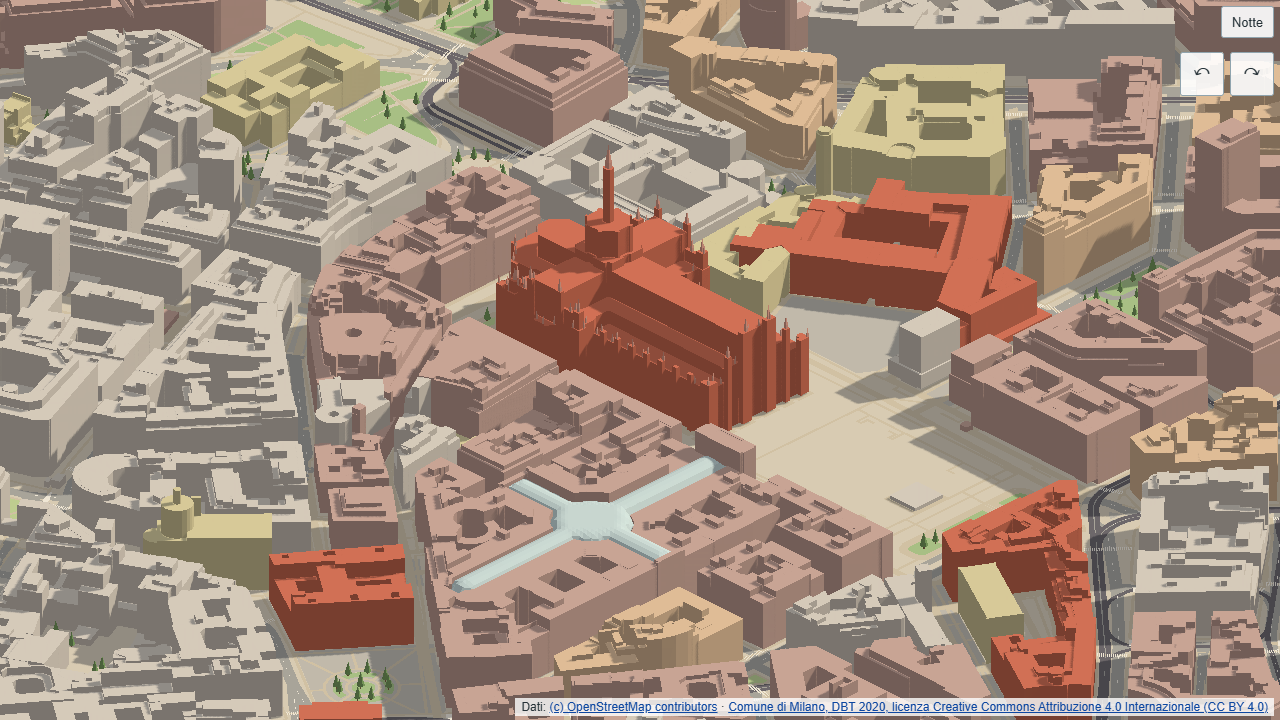 Notte
Dati: (c) OpenStreetMap contributors · Comune di Milano, DBT 2020, licenza Creative Commons Attribuzione 4.0 Internazionale (CC BY 4.0)